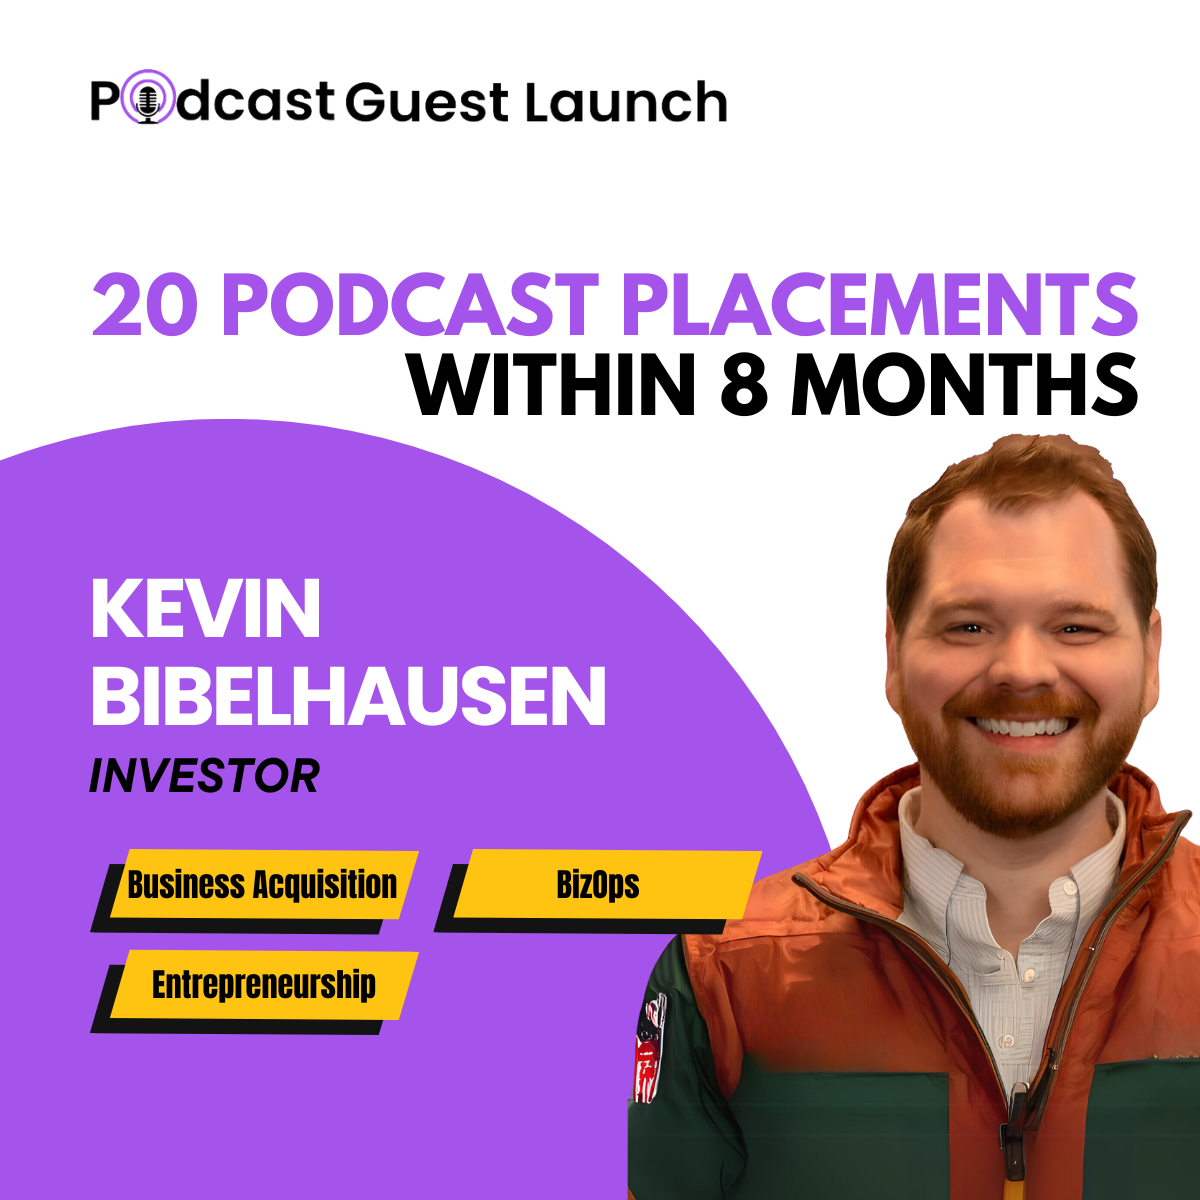 Podcast Guest Launch
20 PODCAST PLACEMENTS
WITHIN 8 MONTHS
KEVIN
BIBELHAUSEN
INVESTOR
Business Acquisition
BizOps
Entrepreneurship